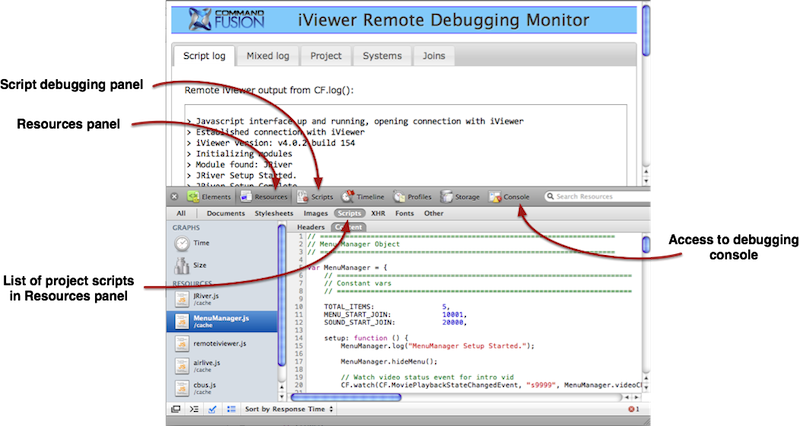 COMMAND
FUSION
iViewer Remote Debugging Monitor
Script log
Mixed log
Project
Systems
Joins
Script debugging panel
Remote iViewer output from CF.log():
Resources panel
> Javascript interface up and running, opening connection with iViewer
> Established connection with iViewer
> iViewer version: v4.0.2 build 154
> Initializing modules
> Module found: JRiver
> JRiver Setup Started.
> JRiver Setup Complete
Elements
Resources
Scripts
Timeline
Profiles
Storage
Console
Search Resources
All
Documents
Stylesheets
Images
Scripts
XHR
Fonts
Other
GRAPHS
Time
Size
RESOURCES
JRiver.js
/cache
MenuManager.js
/cache
remoteiviewer.js
airlive.js
/cache
cbus.js
/cache
List of project scripts
in Resources panel
Access to debugging
console
Headers
Content
1 // ================================================================
2 // MenuManager Object
3 // ================================================================
4
5 var MenuManager = {
6 // ================================================================
7 // Constant vars
8 // ================================================================
9
10 TOTAL_ITEMS: 5,
11 MENU_START_JOIN: 10001,
12 SOUND_START_JOIN: 20000,
13
14 setup: function () {
15 MenuManager.log("MenuManager Setup Started.");
16
17 MenuManager.hideMenu();
18
19 // Watch video status event for intro vid
20 CF.watch(CF.MoviePlaybackStateChangedEvent, "s9999", MenuManager.videoC
Sort by Response Time
1